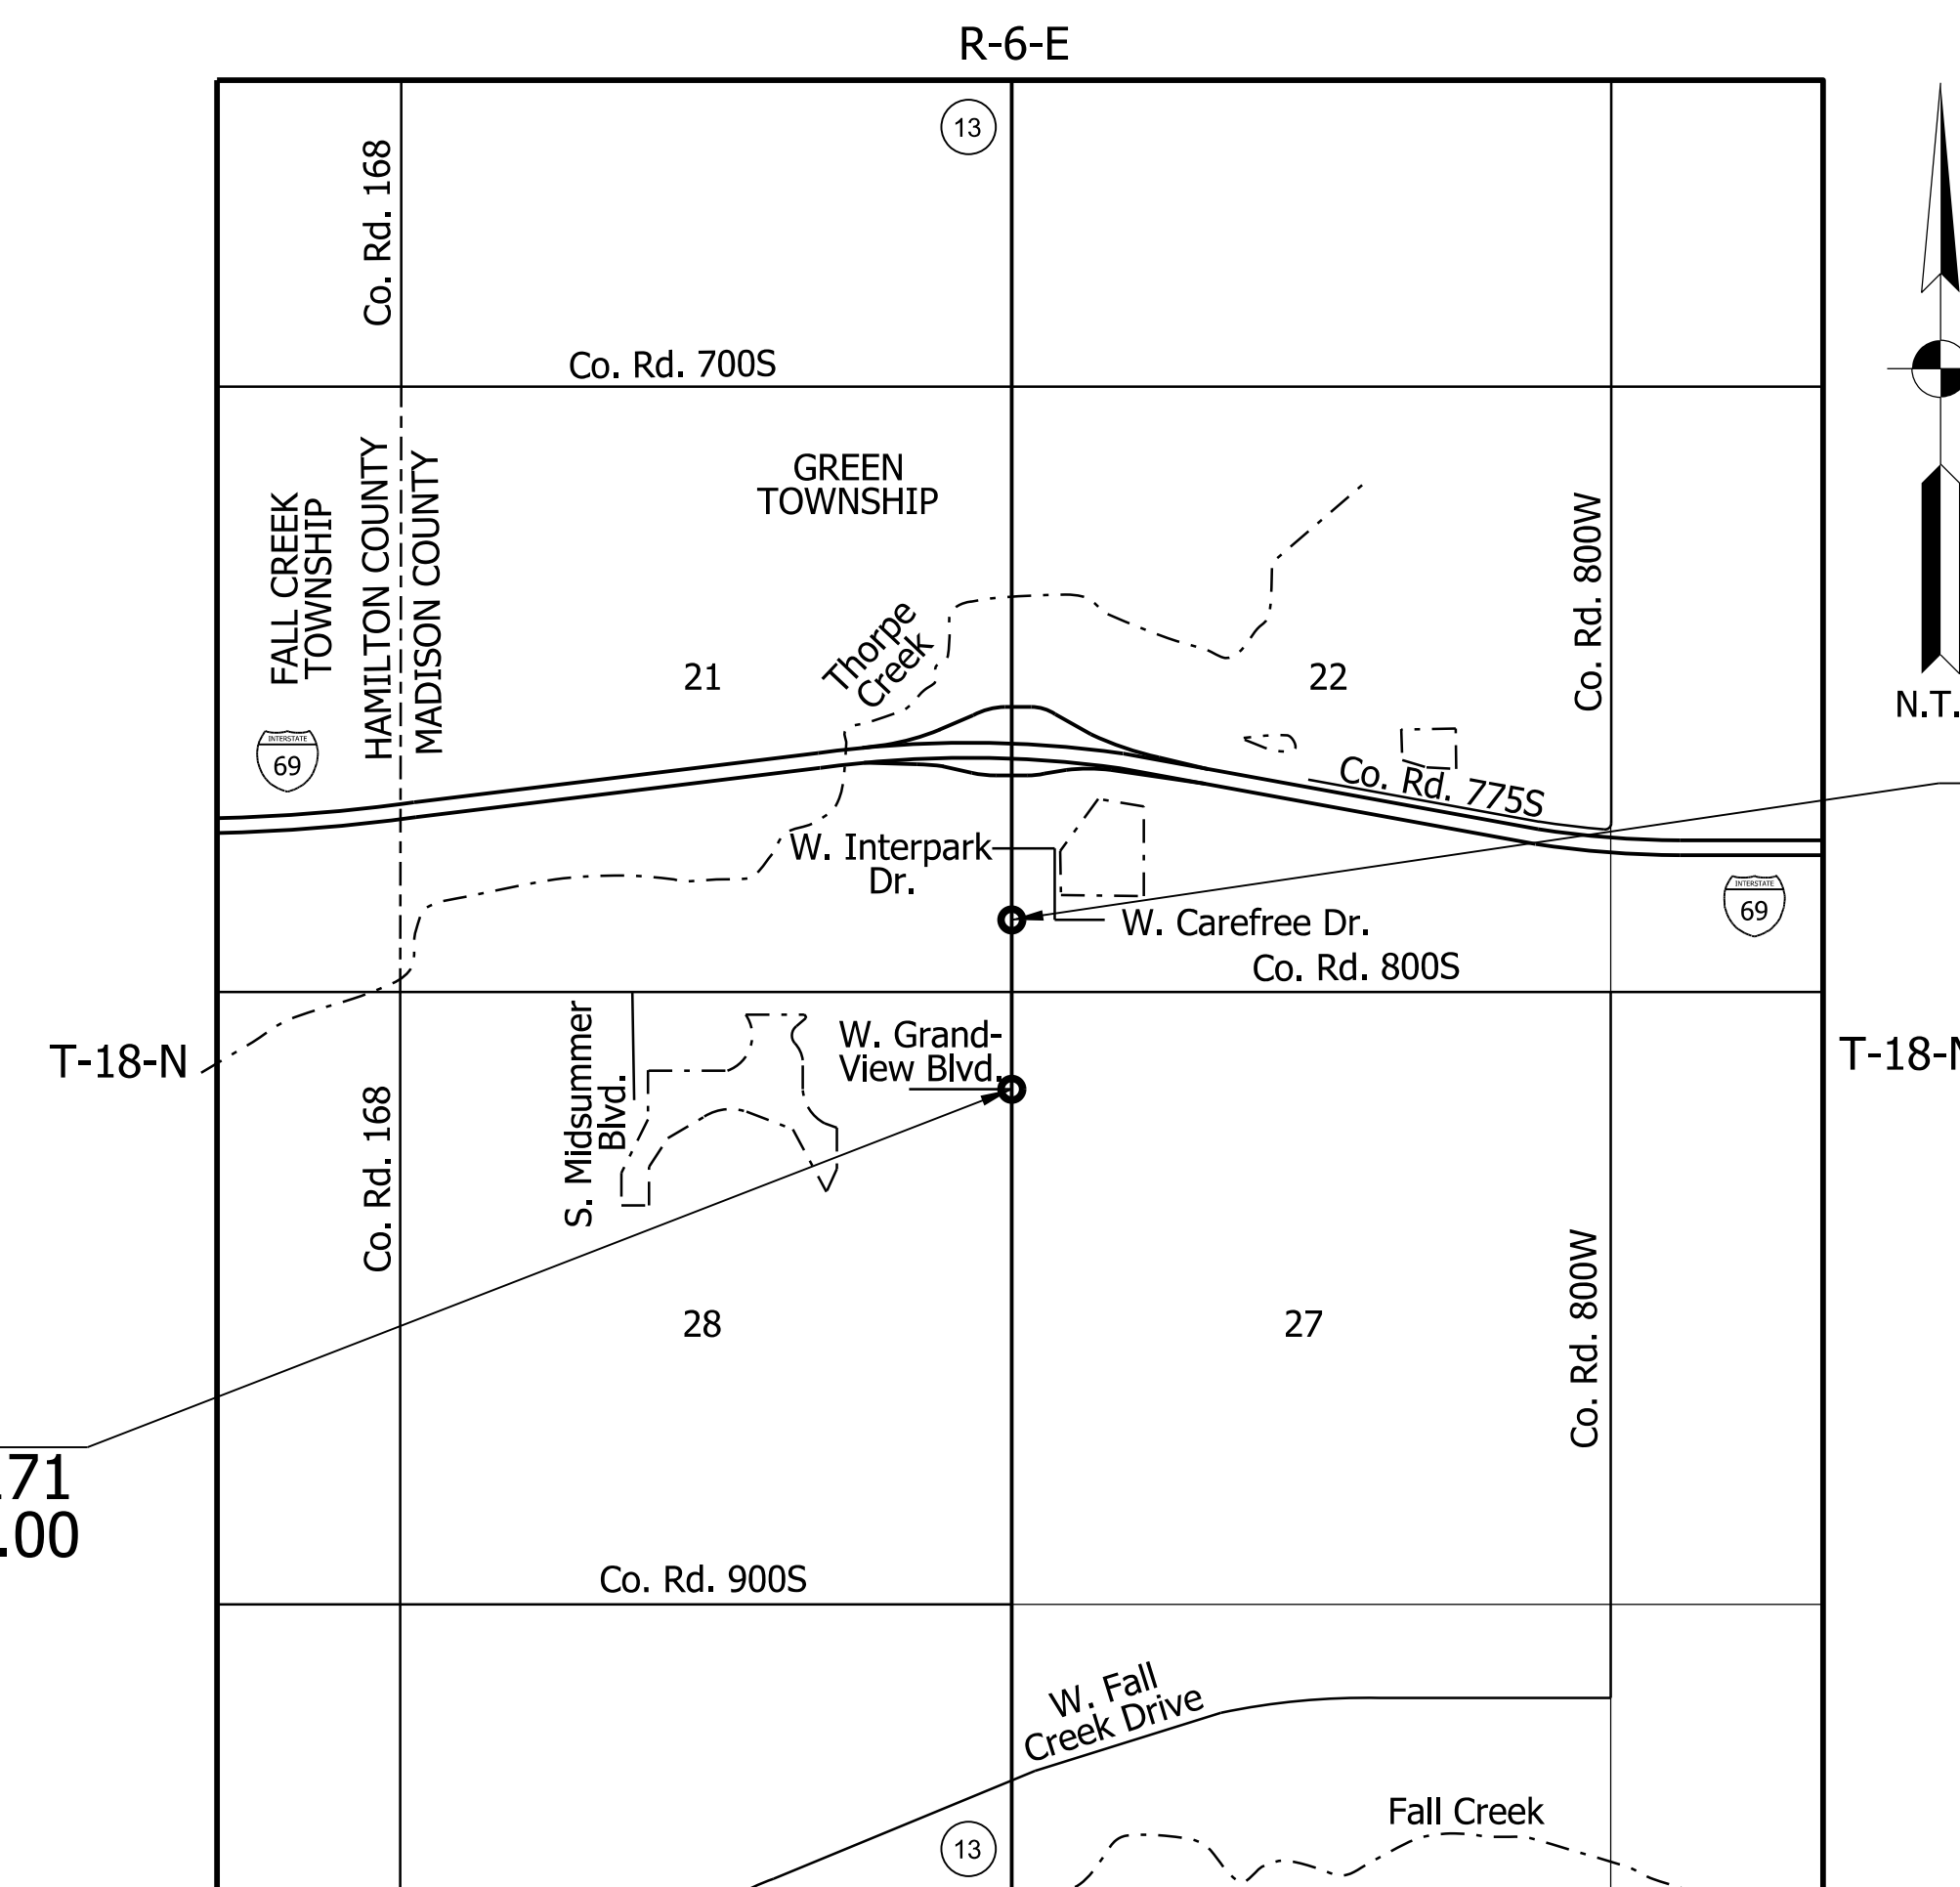 R-6-E
13
Co. Rd. 168
Co. Rd. 700S
FALL CREEK
TOWNSHIP
HAMILTON COUNTY
MADISON COUNTY
GREEN
TOWNSHIP
Co. Rd. 800W
Thorpe
Creek
21
22
N.T.
INTERSTATE
69
Co. Rd. 775S
W. Interpark
Dr.
INTERSTATE
69
W. Carefree Dr.
Co. Rd. 800S
T-18-N
S. Midsummer
Blvd.
W. Grand-
View Blvd.
T-18-N
Co. Rd. 168
Co. Rd. 800W
28
27
71
.00
Co. Rd. 900S
W. Fall
Creek Drive
Fall Creek
13